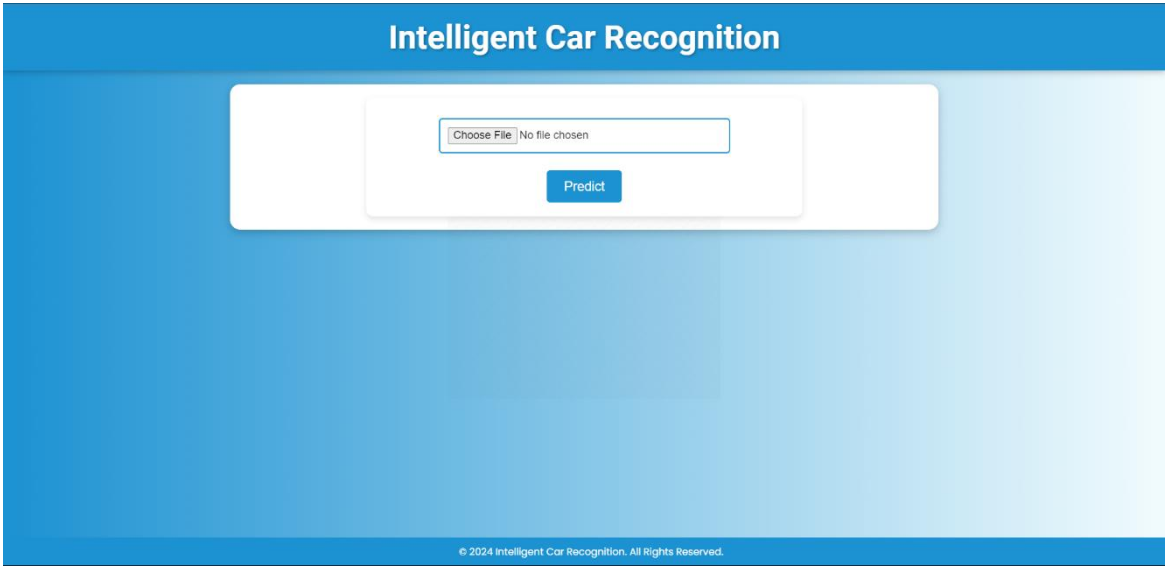 Intelligent Car Recognition
Choose File No file chosen
Predict
© 2024 Intelligent Car Recognition. All Rights Reserved.